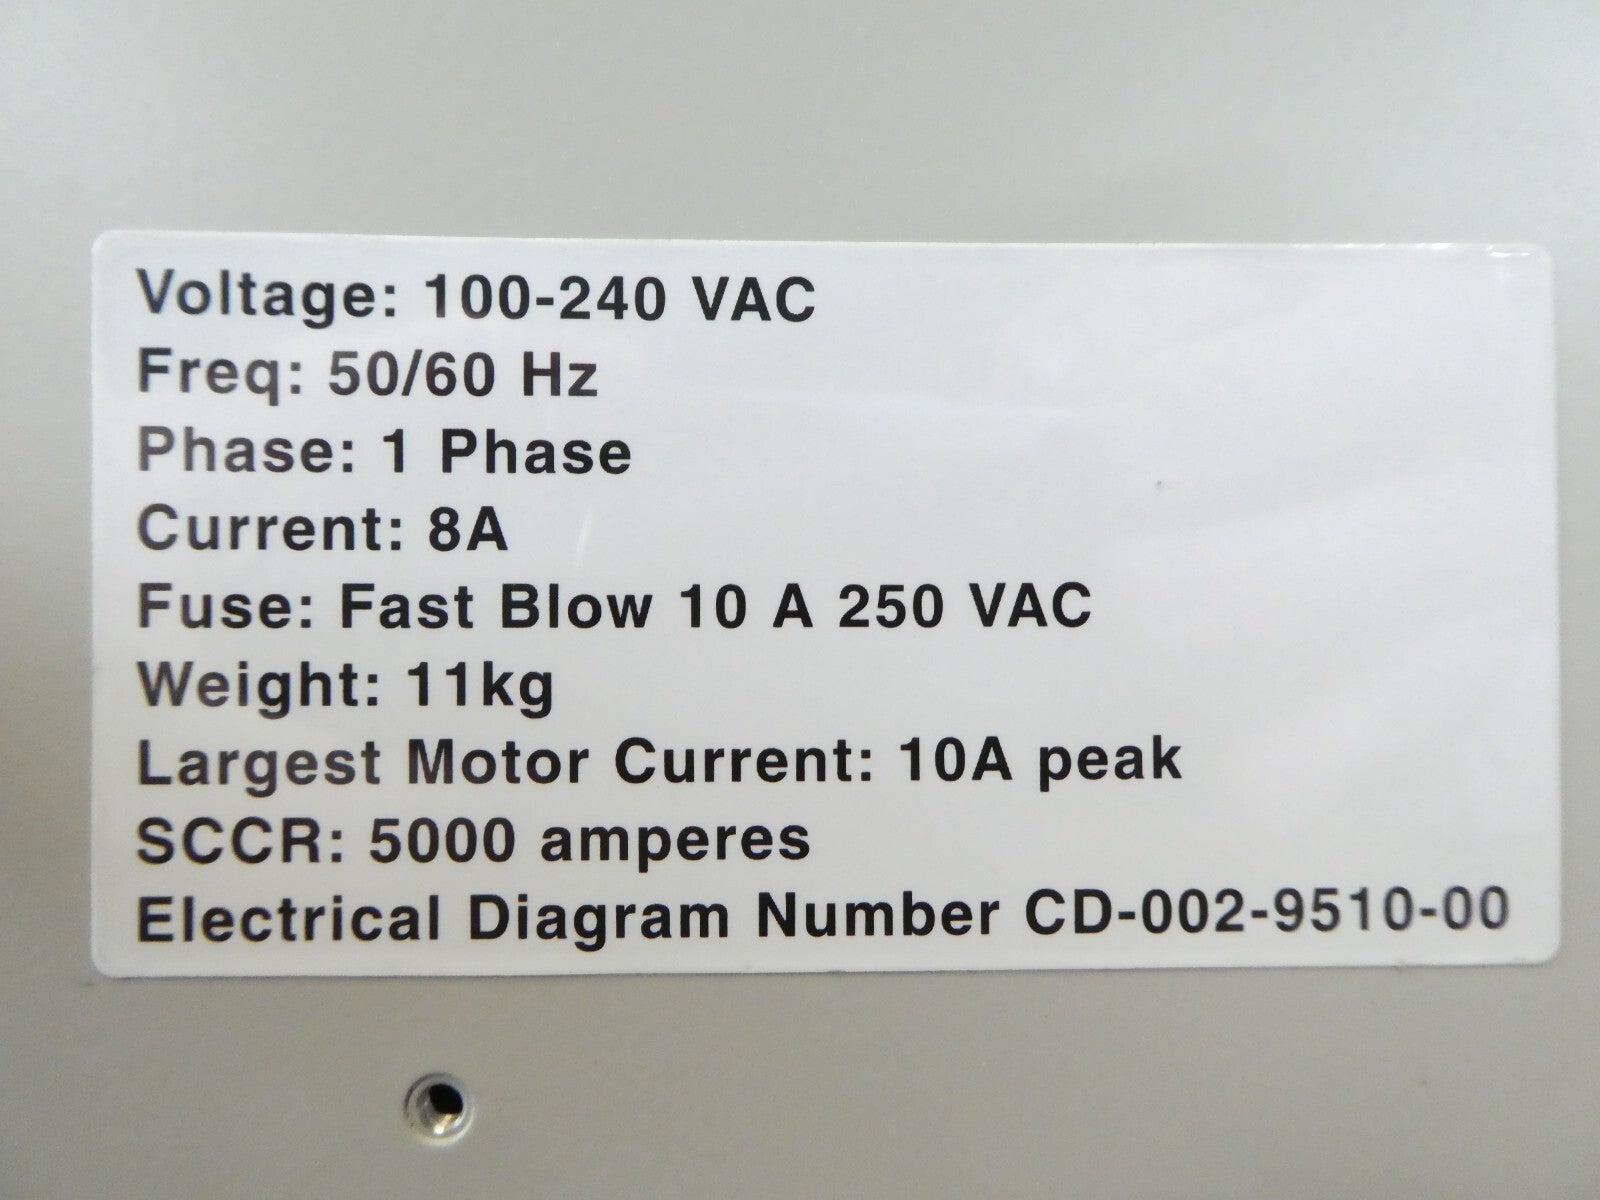 Voltage: 100-240 VAC
Freq: 50/60 Hz
Phase: 1 Phase
Current: 8A
Fuse: Fast Blow 10 A 250 VAC
Weight: 11kg
Largest Motor Current: 10A peak
SCCR: 5000 amperes
Electrical Diagram Number CD-002-9510-00